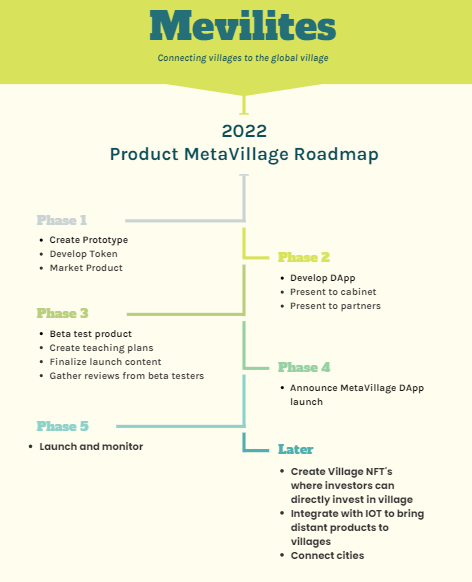 Mevilites
Connecting villages to the global village
2022
Product MetaVillage Roadmap
Phase 1
• Create Prototype
• Develop Token
• Market Product
Phase 2
• Develop DApp
• Present to cabinet
• Present to partners
Phase 3
• Beta test product
• Create teaching plans
• Finalize launch content
• Gather reviews from beta testers
Phase 4
• Announce MetaVillage DApp
launch
Phase 5
• Launch and monitor
Later
• Create Village NFT´s
where investors can
directly invest in village
• Integrate with IOT to bring
distant products to
villages
• Connect cities